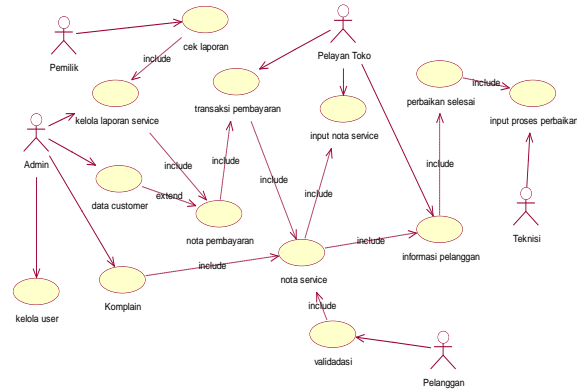 cek laporan
Pemilik
Pelayan Toko
include
include
kelola laporan service
transaksi pembayaran
input nota service
perbaikan selesai
input proses perbaikan
Admin
include
include
include
include
include
data customer
extend
nota pembayaran
Teknisi
include
include
nota service
informasi pelanggan
Komplain
kelola user
include
validadasi
Pelanggan